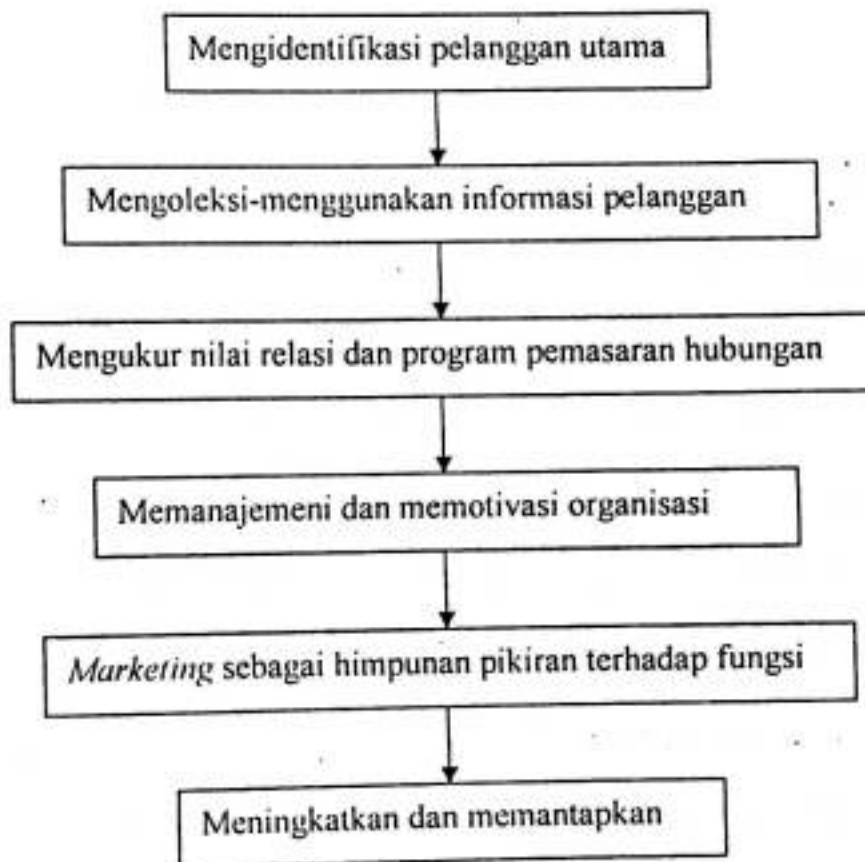 Mengidentifikasi pelanggan utama
Mengoleksi-menggunakan informasi pelanggan
Mengukur nilai relasi dan program pemasaran hubungan
Memanajemeni dan memotivasi organisasi
Marketing sebagai himpunan pikiran terhadap fungsi
Meningkatkan dan memantapkan